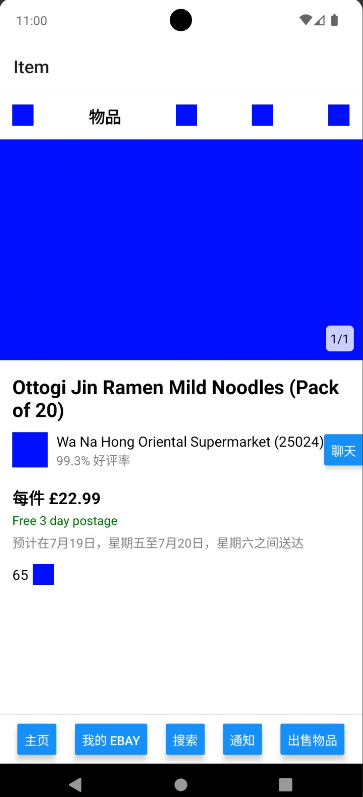 11:00
Item
物品
1/1
Ottogi Jin Ramen Mild Noodles (Pack
of 20)
Wa Na Hong Oriental Supermarket (25024)
99.3% 好评率
聊天
每件 £22.99
Free 3 day postage
预计在7月19日，星期五至7月20日，星期六之间送达
65
主页
我的 EBAY
搜索
通知
出售物品